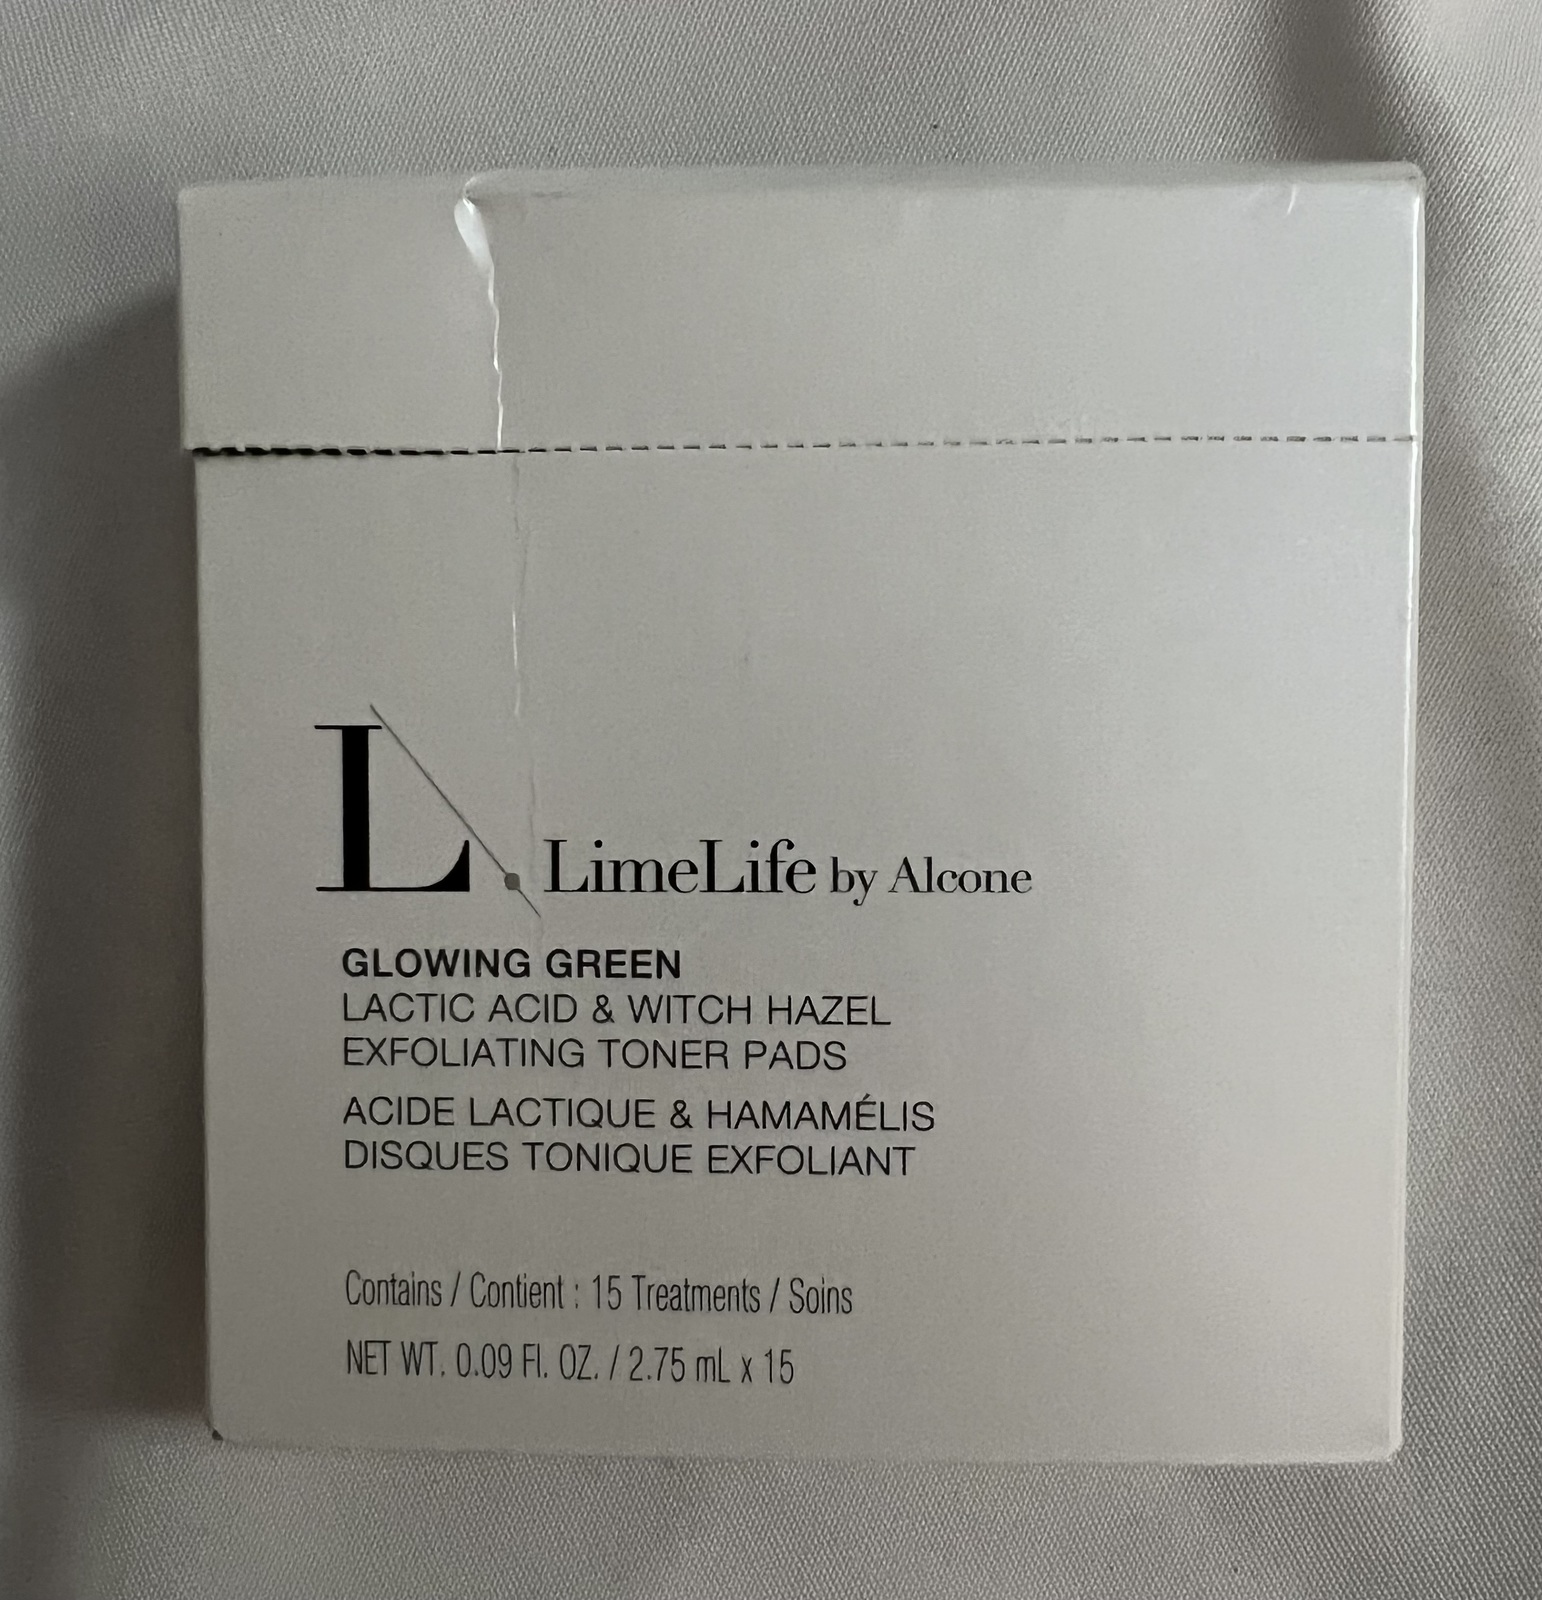 L
LimeLife by Alcone
GLOWING GREEN
LACTIC ACID & WITCH HAZEL
EXFOLIATING TONER PADS
ACIDE LACTIQUE & HAMAMÉLIS
DISQUES TONIQUE EXFOLIANT
Contains / Contient : 15 Treatments / Soins
NET WT. 0.09 Fl. OZ. / 2.75 mL x 15